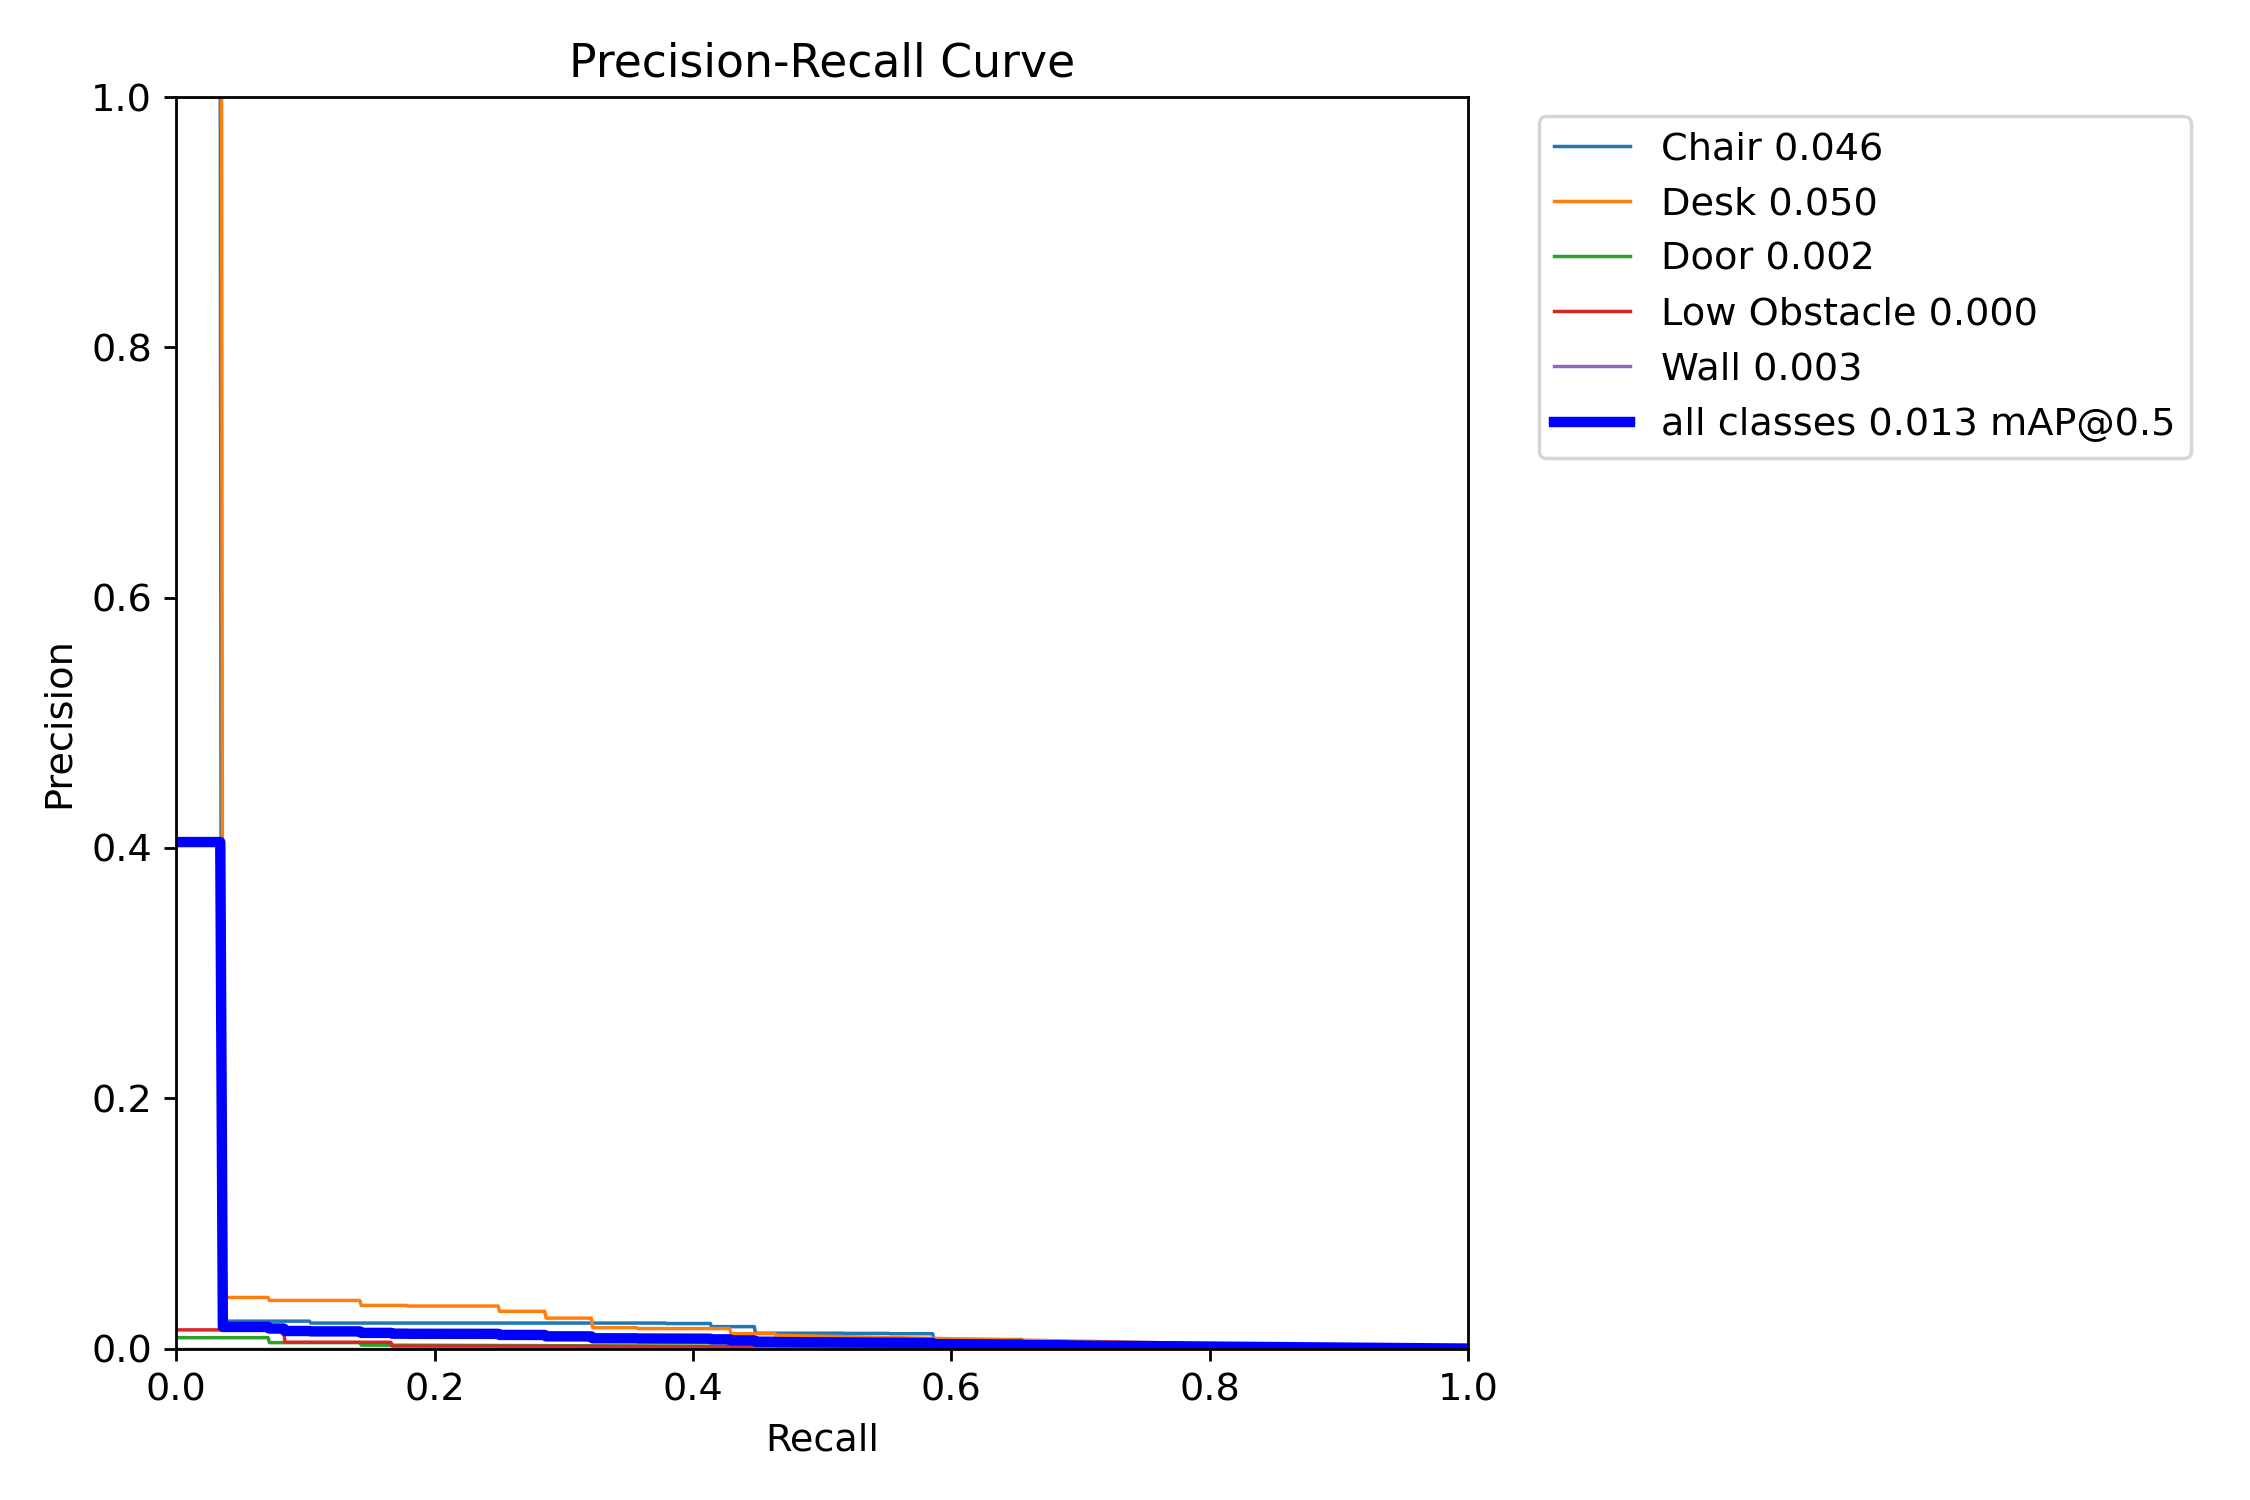 Precision-Recall Curve
1.0
0.8
0.6
0.4
0.2
0.0
Precision
0.0 0.2 0.4 0.6 0.8 1.0
Recall
Chair 0.046
Desk 0.050
Door 0.002
Low Obstacle 0.000
Wall 0.003
all classes 0.013 mAP@0.5